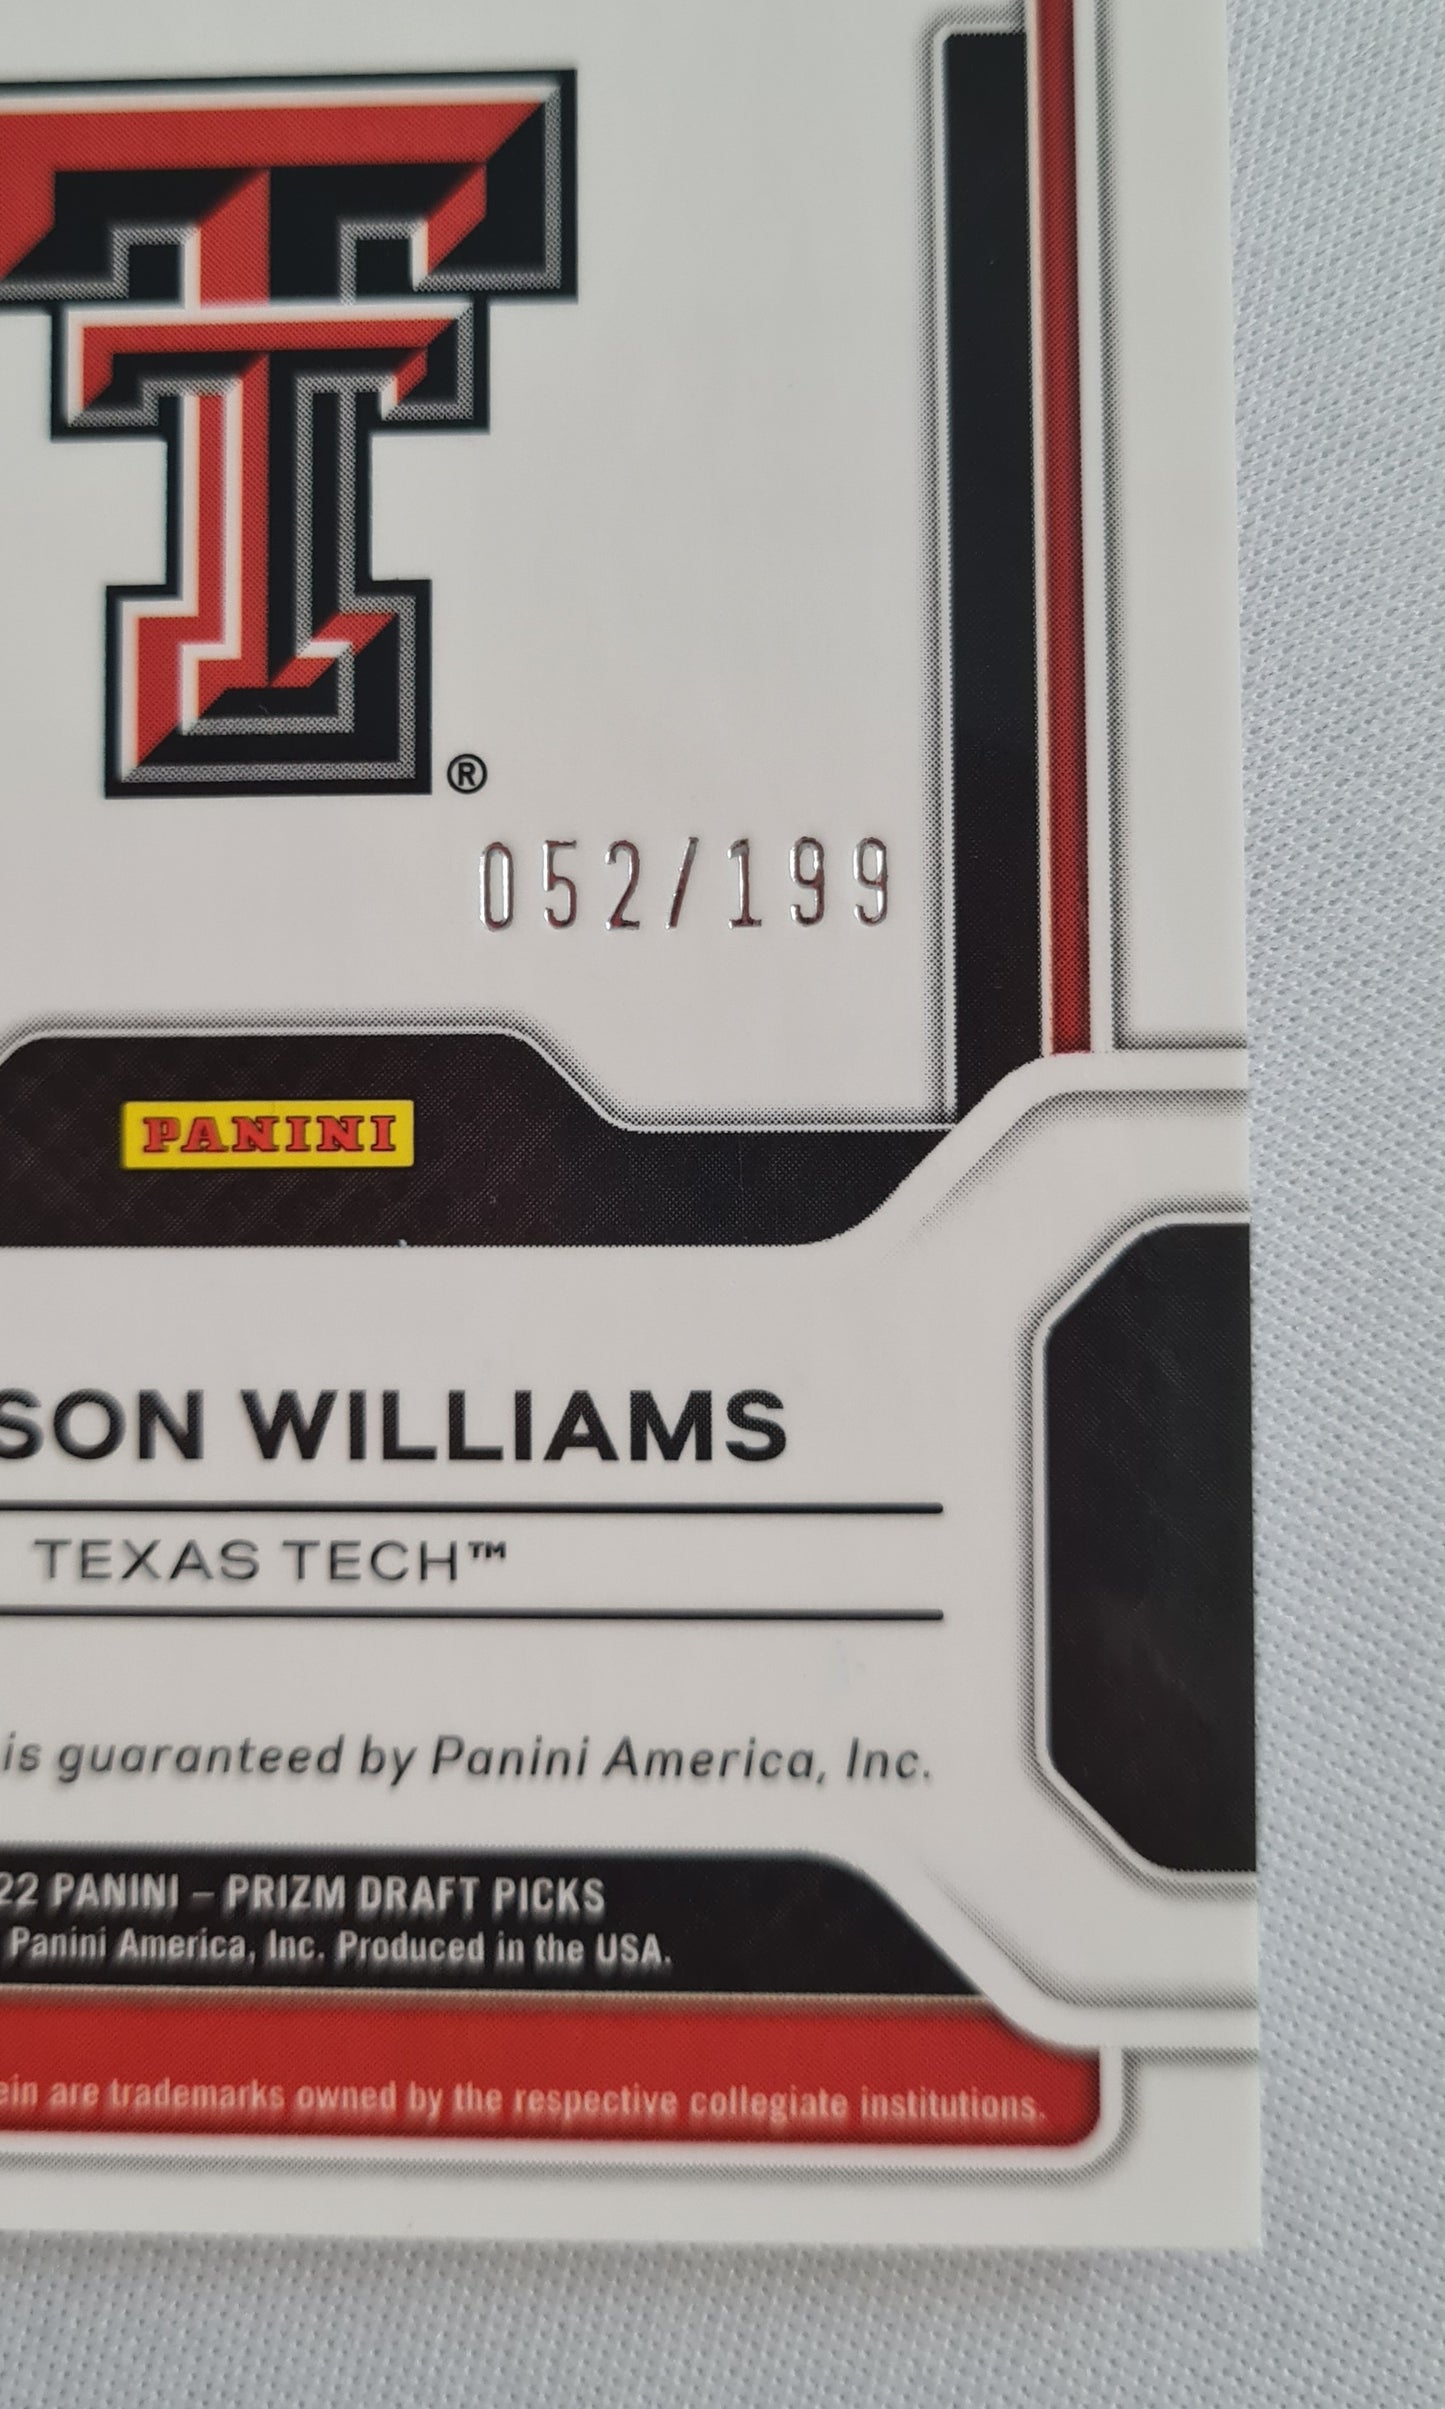 ®
052/199
PANINI
SON WILLIAMS
TEXAS TECH™
is guaranteed by Panini America, Inc.
22 PANINI – PRIZM DRAFT PICKS
Panini America, Inc. Produced in the USA.
ein are trademarks owned by the respective collegiate institutions.